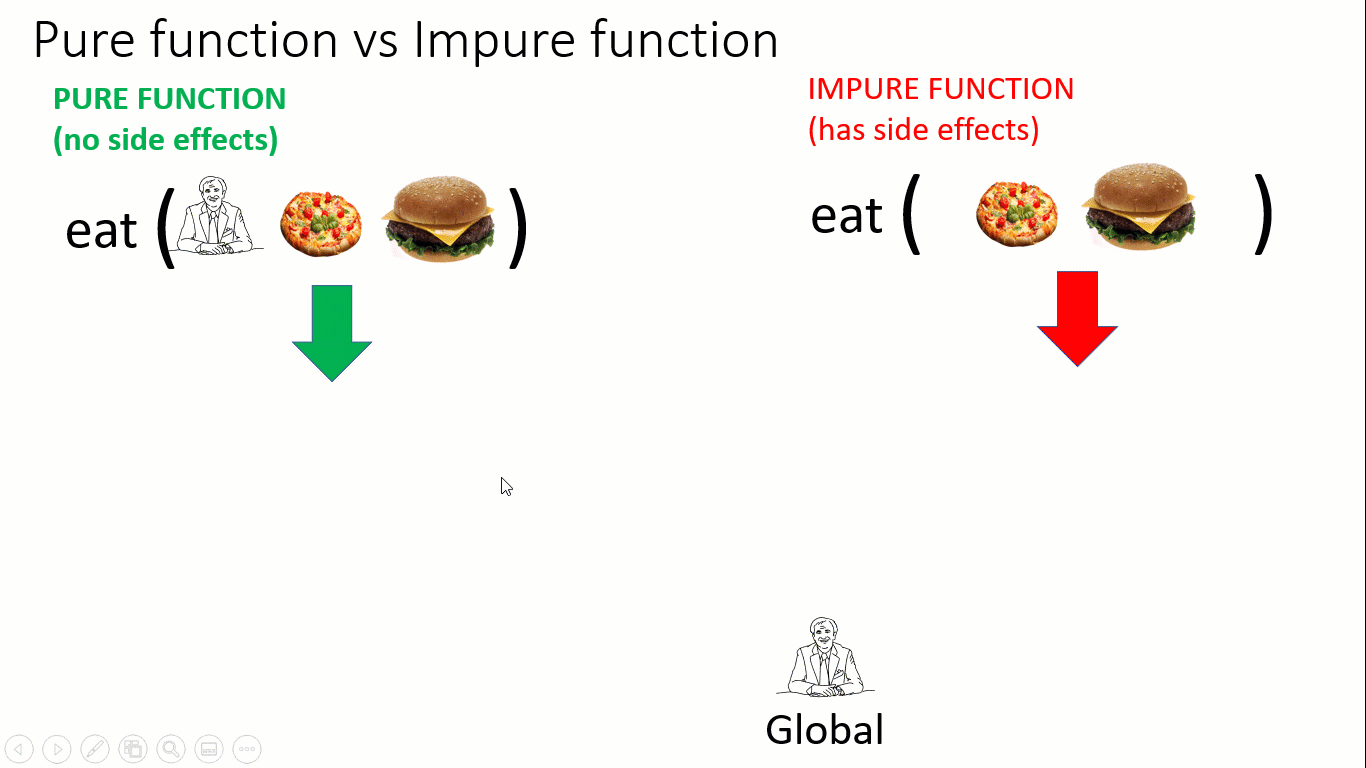 Pure function vs Impure function
PURE FUNCTION
(no side effects)
eat ( )
IMPURE FUNCTION
(has side effects)
eat ( )
Global